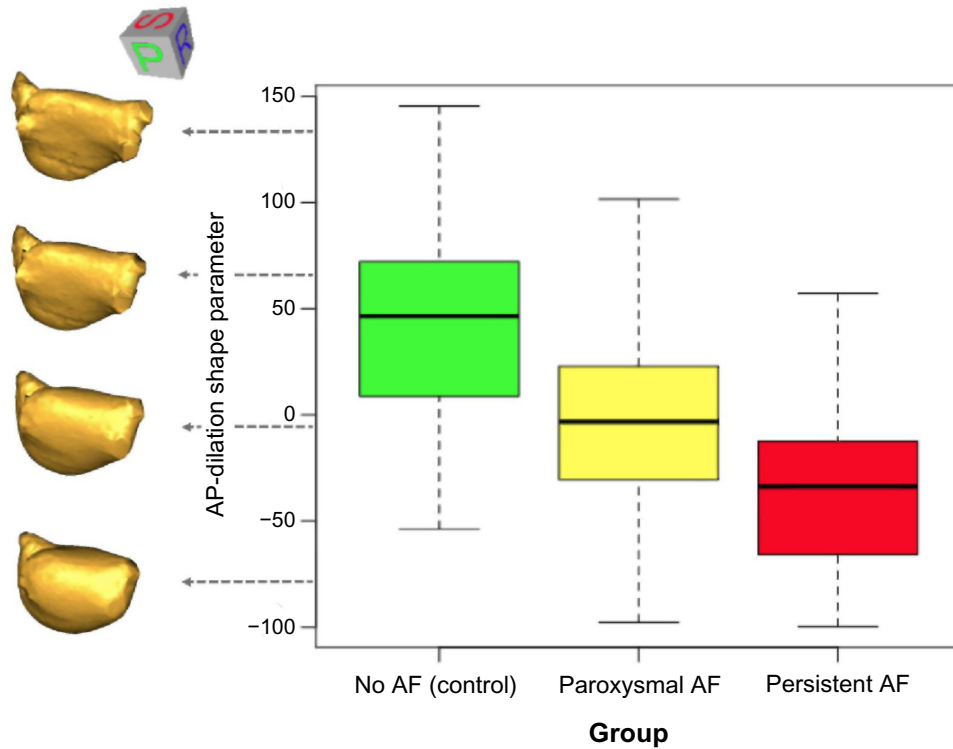 S
P
R
150
100
50
0
−50
−100
AP-dilation shape parameter
No AF (control)
Paroxysmal AF
Persistent AF
Group